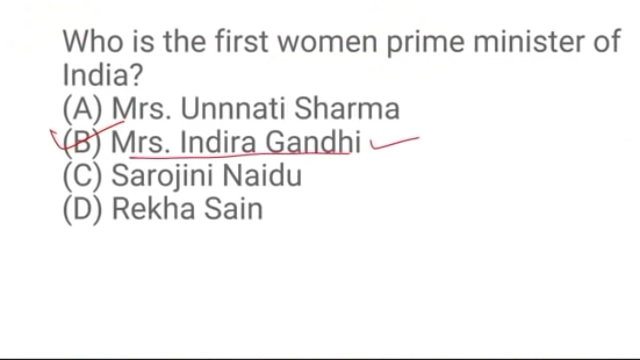 Who is the first women prime minister of
India?
(A) Mrs. Unnnati Sharma
(B) Mrs. Indira Gandhi
(C) Sarojini Naidu
(D) Rekha Sain